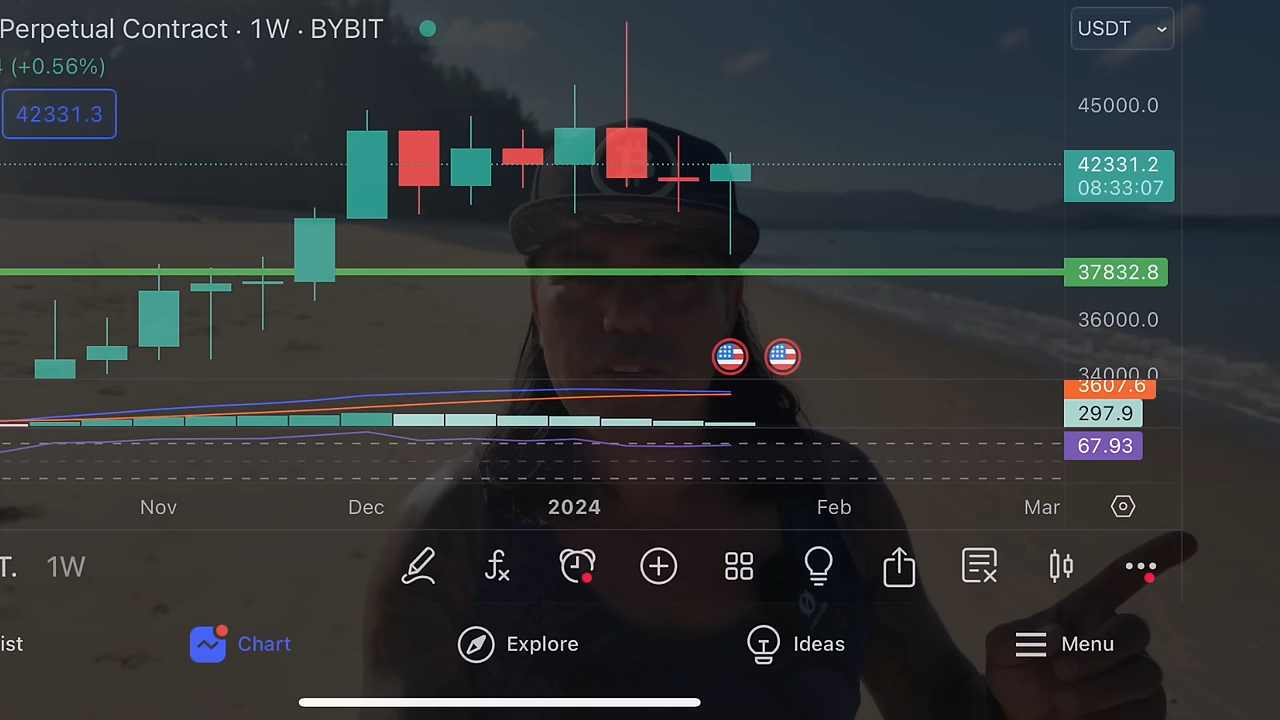 Perpetual Contract · 1W · BYBIT
USDT
(+0.56%)
42331.3
45000.0
42331.2
08:33:07
37832.8
36000.0
34000.0
3607.6
297.9
67.93
Nov Dec 2024 Feb Mar
T. 1W
ist Chart Explore Ideas Menu